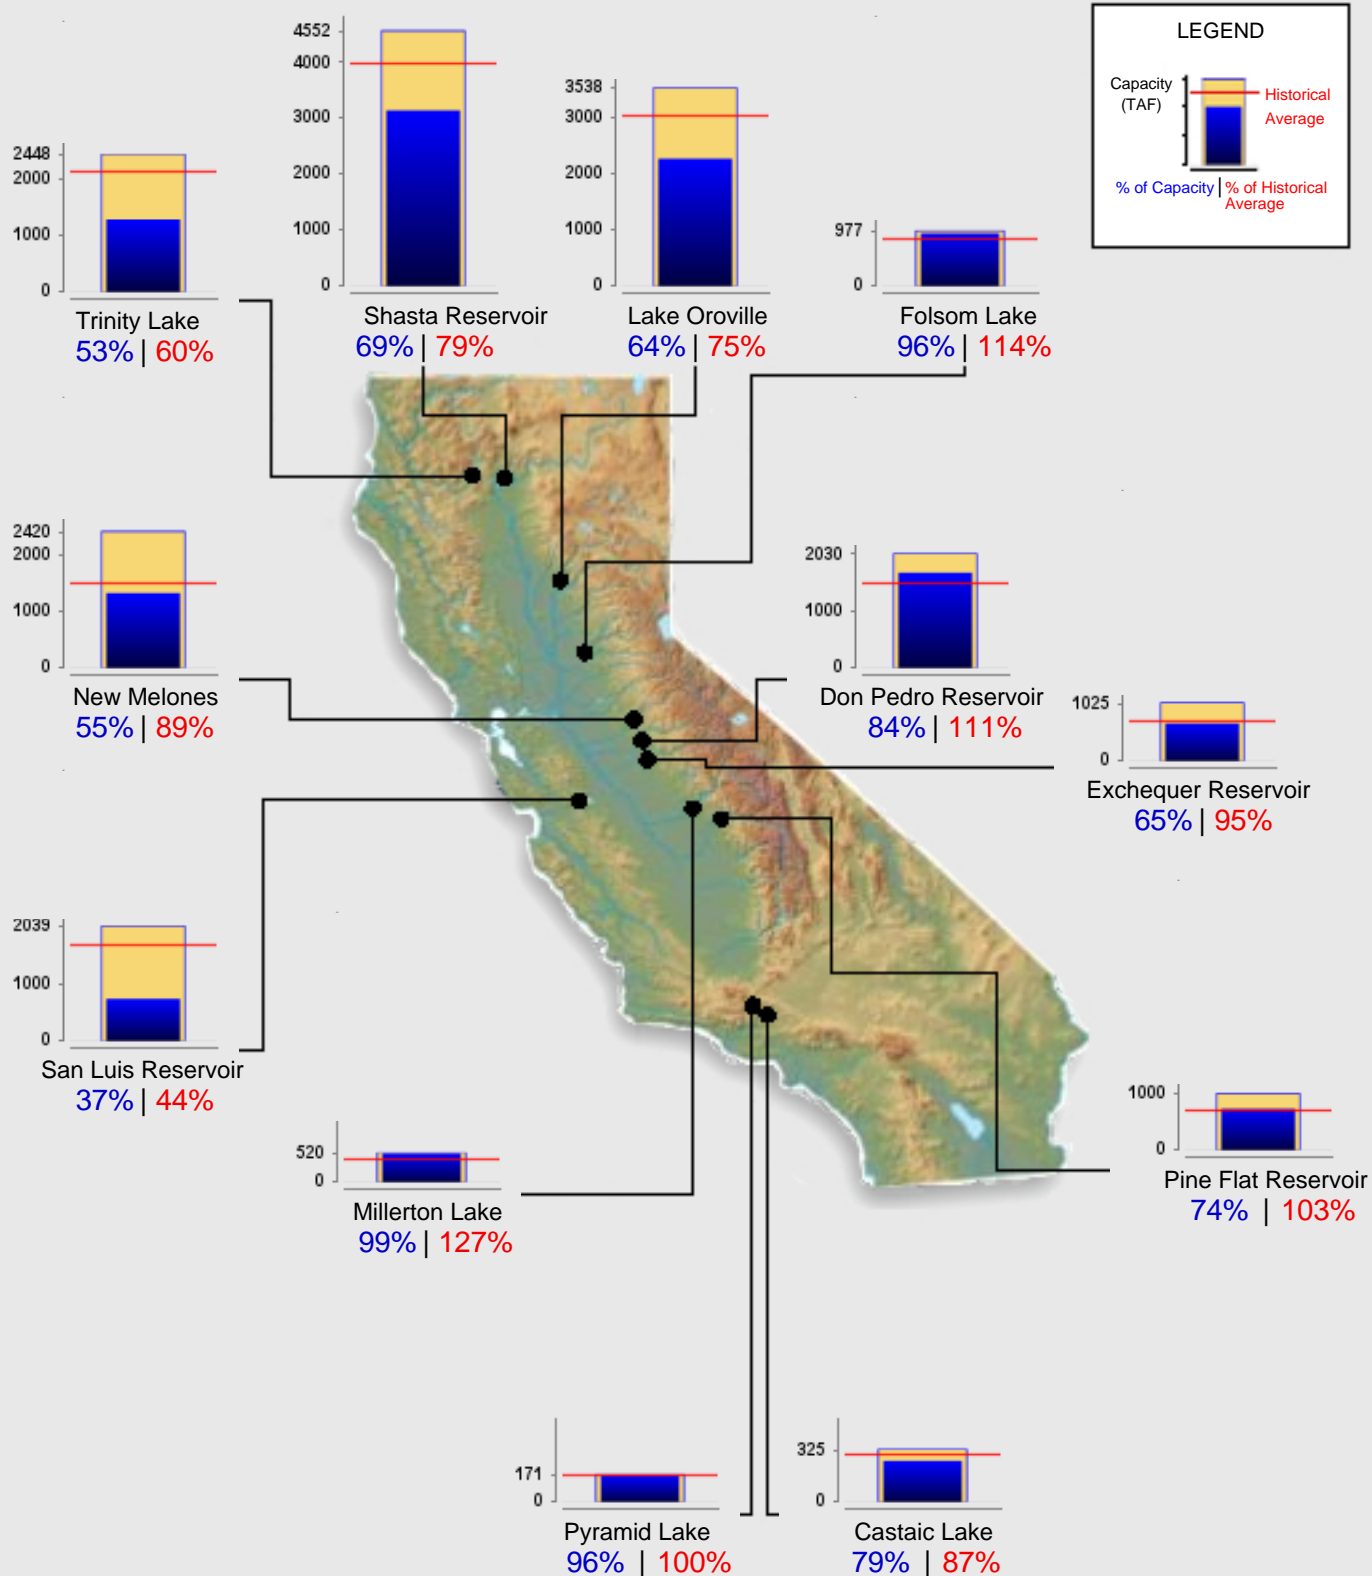 LEGEND
Capacity
(TAF)
Historical
Average
% of Capacity | % of Historical
Average
4552
4000
3000
2000
1000
0
Shasta Reservoir
69% | 79%
3538
3000
2000
1000
0
Lake Oroville
64% | 75%
977
0
Folsom Lake
96% | 114%
2448
2000
1000
0
Trinity Lake
53% | 60%
2420
2000
1000
0
New Melones
55% | 89%
2030
1000
0
Don Pedro Reservoir
84% | 111%
1025
0
Exchequer Reservoir
65% | 95%
2039
1000
0
San Luis Reservoir
37% | 44%
520
0
Millerton Lake
99% | 127%
1000
0
Pine Flat Reservoir
74% | 103%
171
0
Pyramid Lake
96% | 100%
325
0
Castaic Lake
79% | 87%